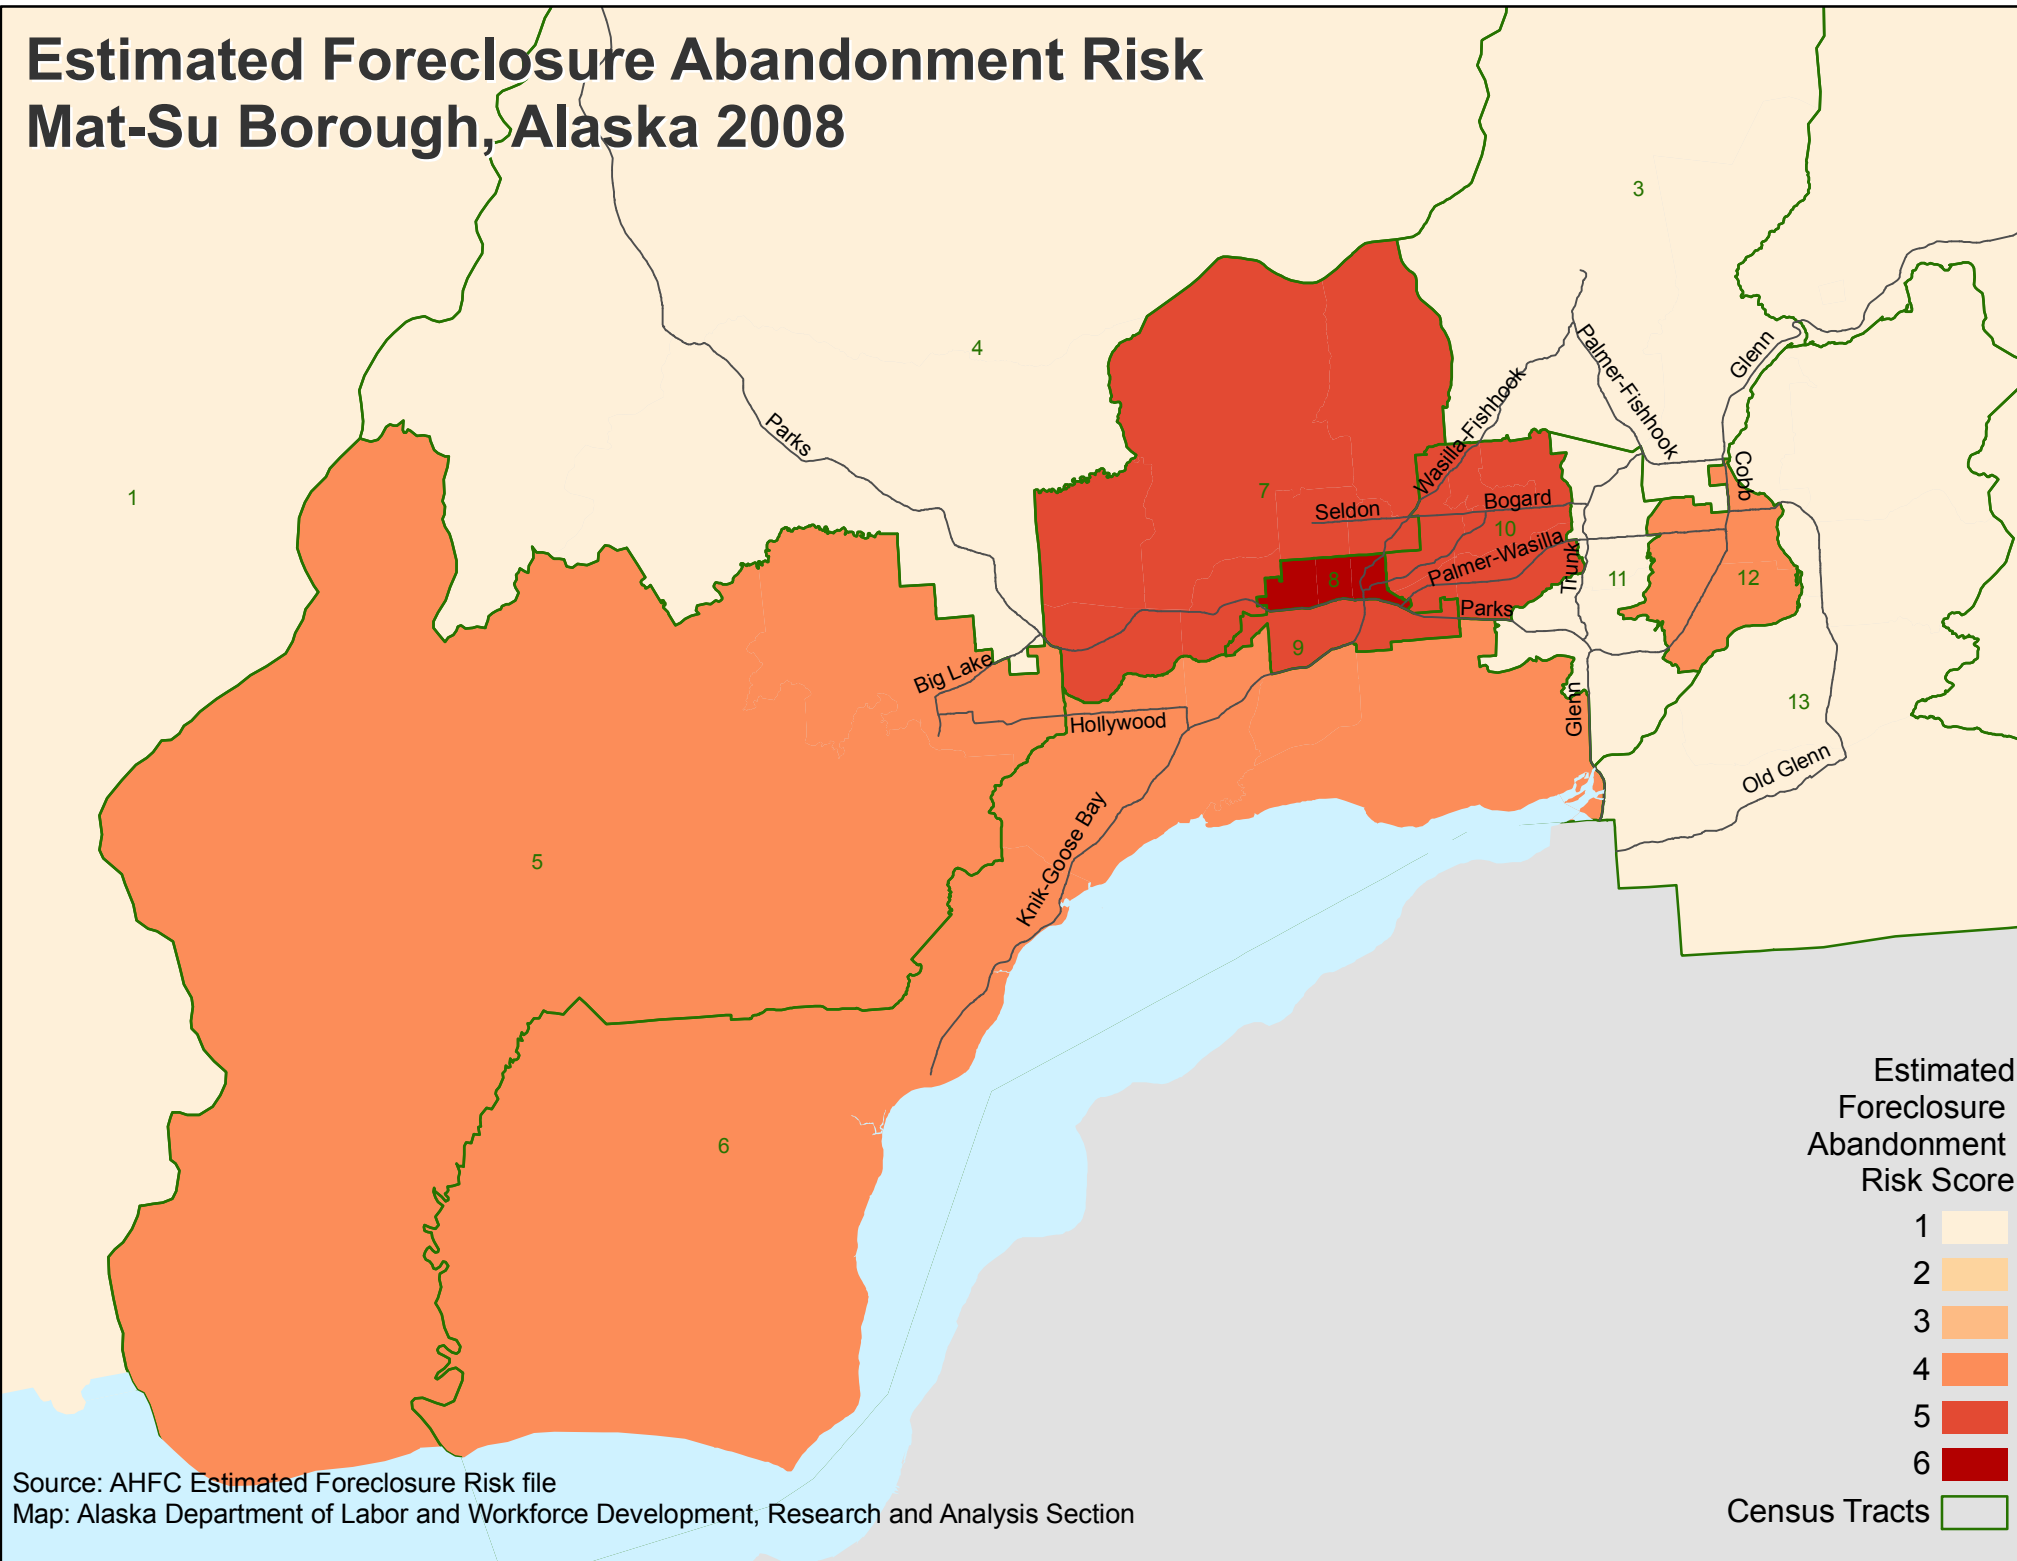 Estimated Foreclosure Abandonment Risk
Mat-Su Borough, Alaska 2008
3
4
Parks
1
Wasilla-Fishhook
Palmer-Fishhook
Glenn
Cobb
7
Seldon
Bogard
10
Palmer-Wasilla
Trunk
8
11
12
Parks
9
Big Lake
Hollywood
Glenn
13
Old Glenn
Knik-Goose Bay
5
6
Estimated
Foreclosure
Abandonment
Risk Score
1
2
3
4
5
6
Census Tracts
Source: AHFC Estimated Foreclosure Risk file
Map: Alaska Department of Labor and Workforce Development, Research and Analysis Section